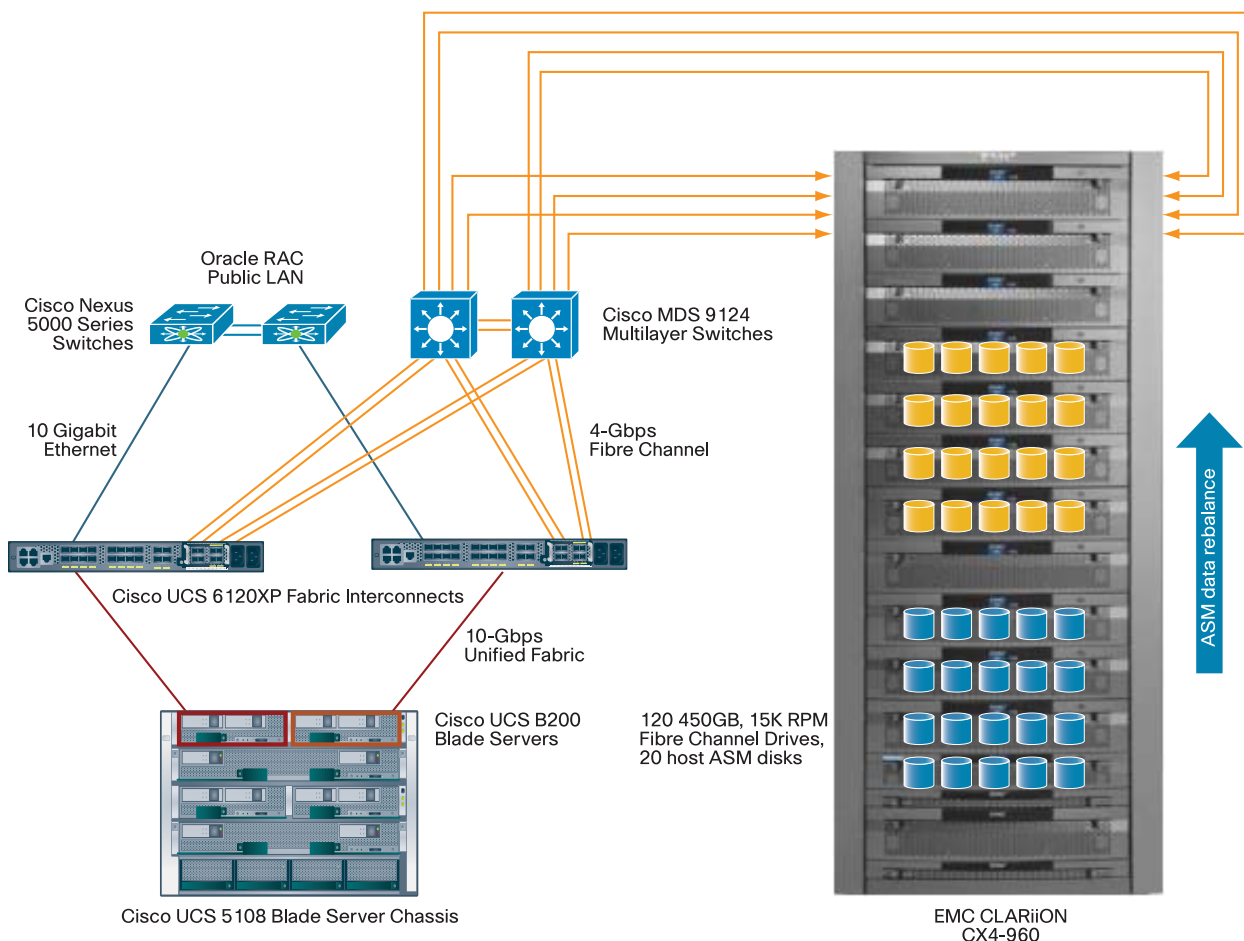 Oracle RAC
Public LAN
Cisco Nexus
5000 Series
Switches
Cisco MDS 9124
Multilayer Switches
10 Gigabit
Ethernet
4-Gbps
Fibre Channel
Cisco UCS 6120XP Fabric Interconnects
10-Gbps
Unified Fabric
Cisco UCS B200
Blade Servers
120 450GB, 15K RPM
Fibre Channel Drives,
20 host ASM disks
ASM data rebalance
Cisco UCS 5108 Blade Server Chassis
EMC CLARiiON
CX4-960